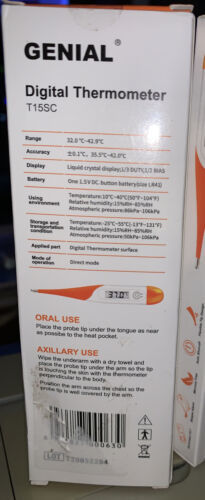 GENIAL®
Digital Thermometer
T15SC
Range 32.0 °C~42.9°C
Accuracy ±0.1°C, 35.5°C~42.0°C
Display Liquid crystal display;1/3 DUTY;1/2 BIAS
Battery One 1.5V DC. button battery(size LR41)
Using environment Temperature:10°C~40°C(50°F~104°F)
Relative humidity:15%RH~85%RH
Atmospheric pressure:80kPa~106kPa
Storage and transportation condition Temperature:-25°C~55°C(-13°F~131°F)
Relative humidity:15%RH~85%RH
Atmospheric pressure:50kPa~106kPa
Applied part Digital Thermometer surface
Mode of operation Direct mode
37.0
ORAL USE
Place the probe tip under the tongue as near
as possible to the heat pocket.
AXILLARY USE
Wipe the underarm with a dry towel and
place the probe tip under the arm so the tip
is touching the skin with the thermometer
perpendicular to the body.
Position the arm across the chest so the
probe tip is well covered by the arm.
000630
LOT